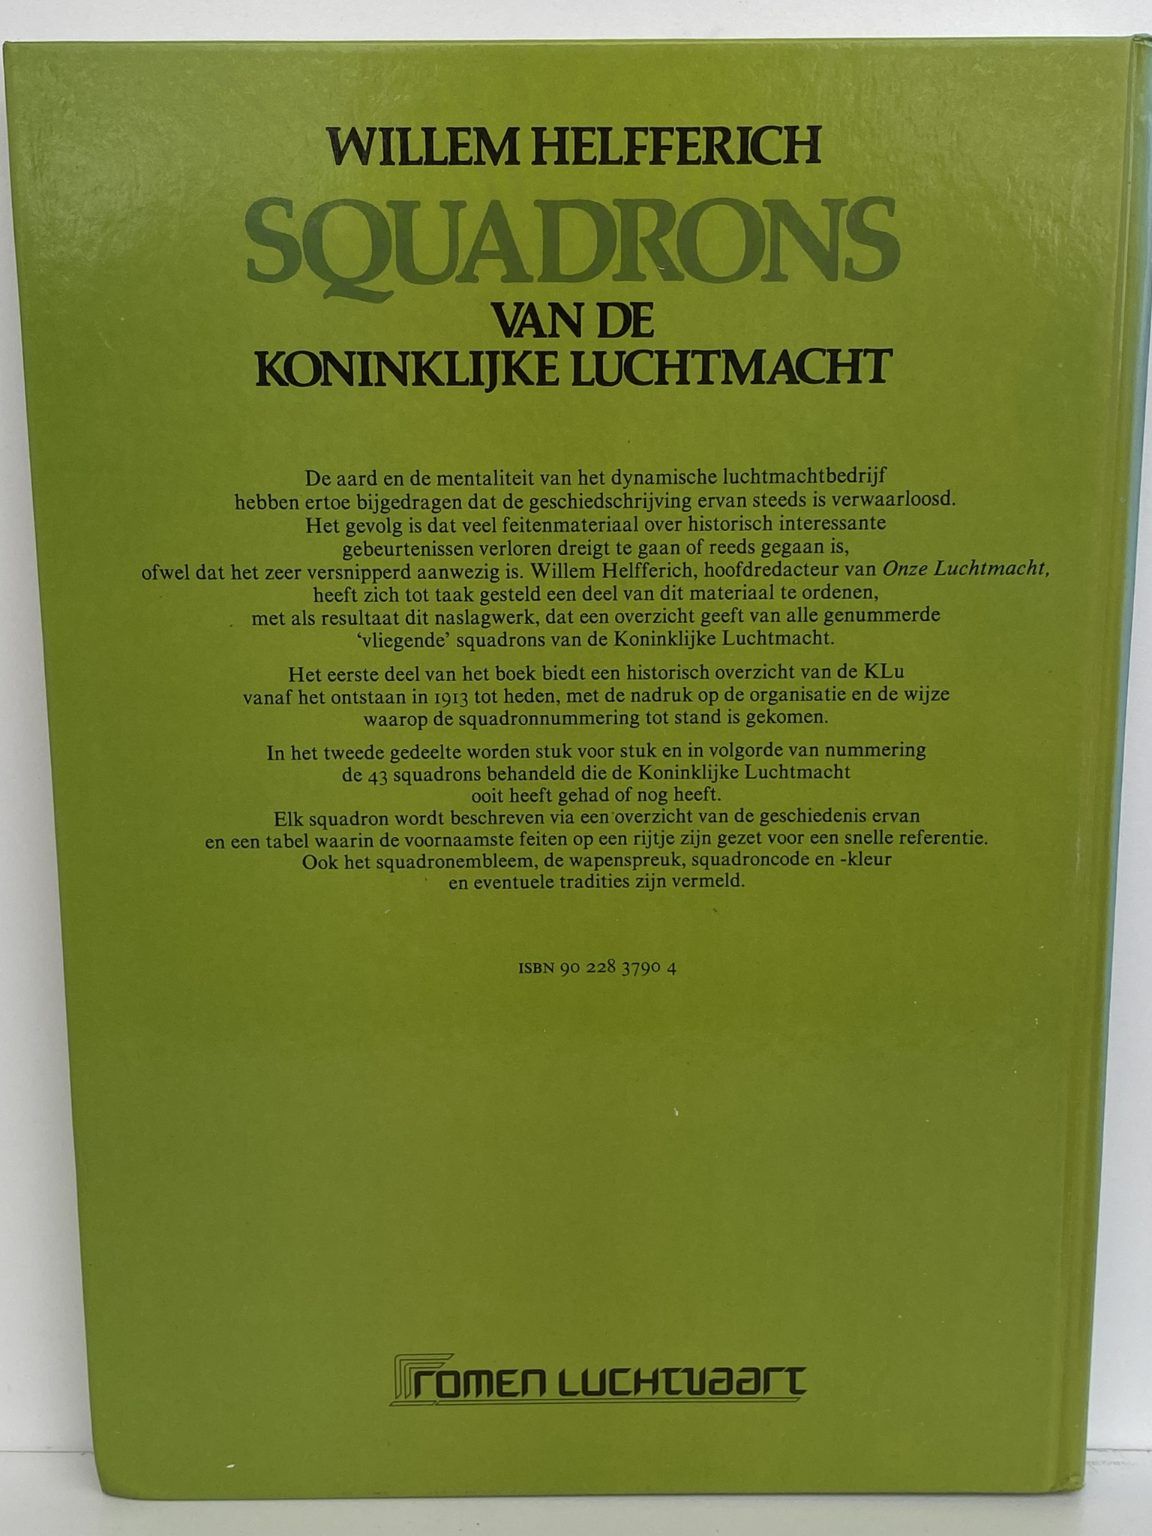 WILLEM HELFFERICH
SQUADRONS
VAN DE
KONINKLIJKE LUCHTMACHT
De aard en de mentaliteit van het dynamische luchtmachtbedrijf
hebben ertoe bijgedragen dat de geschiedschrijving ervan steeds is verwaarloosd.
Het gevolg is dat veel feitenmateriaal over historisch interessante
gebeurtenissen verloren dreigt te gaan of reeds gegaan is,
ofwel dat het zeer versnipperd aanwezig is. Willem Helfferich, hoofdredacteur van Onze Luchtmacht,
heeft zich tot taak gesteld een deel van dit materiaal te ordenen,
met als resultaat dit naslagwerk, dat een overzicht geeft van alle genummerde
‘vliegende’ squadrons van de Koninklijke Luchtmacht.
Het eerste deel van het boek biedt een historisch overzicht van de KLu
vanaf het ontstaan in 1913 tot heden, met de nadruk op de organisatie en de wijze
waarop de squadronnummering tot stand is gekomen.
In het tweede gedeelte worden stuk voor stuk en in volgorde van nummering
de 43 squadrons behandeld die de Koninklijke Luchtmacht
ooit heeft gehad of nog heeft.
Elk squadron wordt beschreven via een overzicht van de geschiedenis ervan
en een tabel waarin de voornaamste feiten op een rijtje zijn gezet voor een snelle referentie.
Ook het squadronembleem, de wapenspreuk, squadroncode en -kleur
en eventuele tradities zijn vermeld.
ISBN 90 228 3790 4
romen luchtvaart